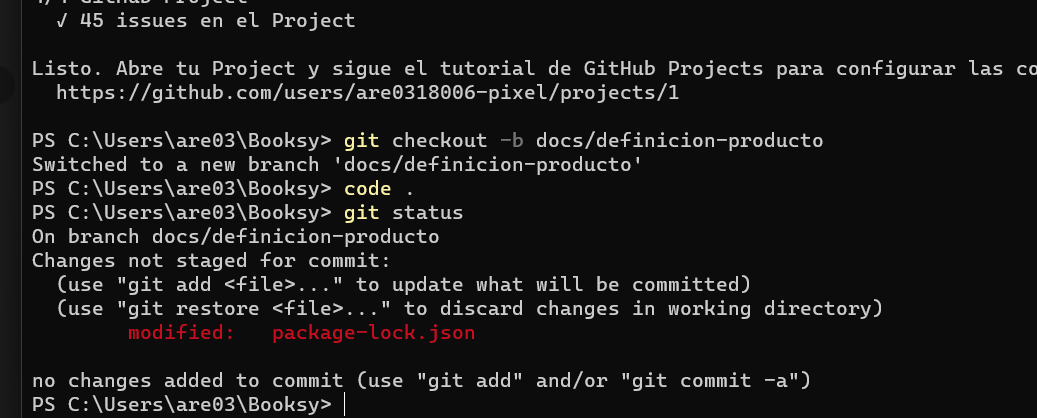 √ 45 issues en el Project
Listo. Abre tu Project y sigue el tutorial de GitHub Projects para configurar las
https://github.com/users/are0318006-pixel/projects/1
PS C:\Users\are03\Booksy> git checkout -b docs/definicion-producto
Switched to a new branch 'docs/definicion-producto'
PS C:\Users\are03\Booksy> code .
PS C:\Users\are03\Booksy> git status
On branch docs/definicion-producto
Changes not staged for commit:
(use "git add <file>..." to update what will be committed)
(use "git restore <file>..." to discard changes in working directory)
modified:   package-lock.json
no changes added to commit (use "git add" and/or "git commit -a")
PS C:\Users\are03\Booksy>